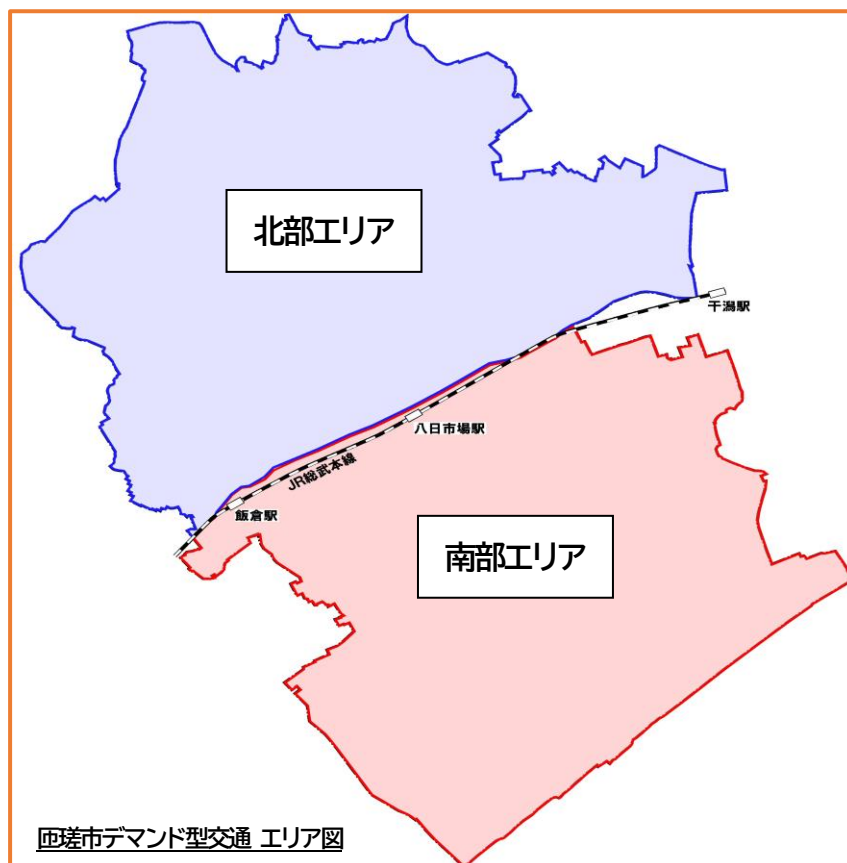 北部エリア
干潟駅
八日市場駅
JR総武本線
飯倉駅
南部エリア
匝瑳市デマンド型交通 エリア図